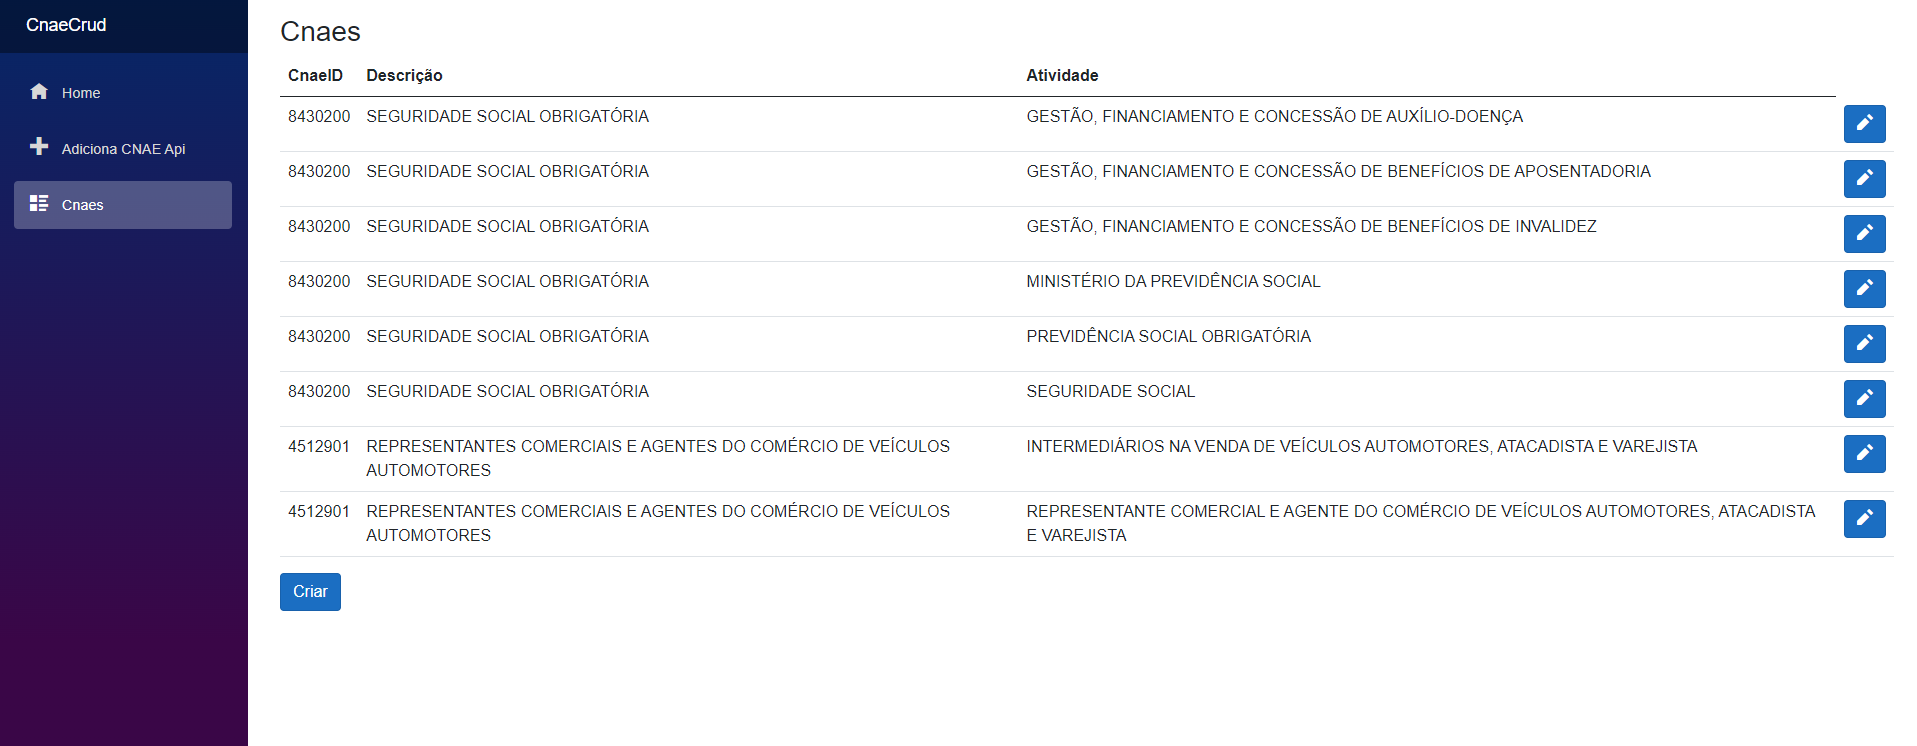 CnaeCrud
Home
Adiciona CNAE Api
Cnaes
Cnaes
CnaeID Descrição Atividade
8430200 SEGURIDADE SOCIAL OBRIGATÓRIA GESTÃO, FINANCIAMENTO E CONCESSÃO DE AUXÍLIO-DOENÇA
8430200 SEGURIDADE SOCIAL OBRIGATÓRIA GESTÃO, FINANCIAMENTO E CONCESSÃO DE BENEFÍCIOS DE APOSENTADORIA
8430200 SEGURIDADE SOCIAL OBRIGATÓRIA GESTÃO, FINANCIAMENTO E CONCESSÃO DE BENEFÍCIOS DE INVALIDEZ
8430200 SEGURIDADE SOCIAL OBRIGATÓRIA MINISTÉRIO DA PREVIDÊNCIA SOCIAL
8430200 SEGURIDADE SOCIAL OBRIGATÓRIA PREVIDÊNCIA SOCIAL OBRIGATÓRIA
8430200 SEGURIDADE SOCIAL OBRIGATÓRIA SEGURIDADE SOCIAL
4512901 REPRESENTANTES COMERCIAIS E AGENTES DO COMÉRCIO DE VEÍCULOS
AUTOMOTORES
INTERMEDIÁRIOS NA VENDA DE VEÍCULOS AUTOMOTORES, ATACADISTA E VAREJISTA
4512901 REPRESENTANTES COMERCIAIS E AGENTES DO COMÉRCIO DE VEÍCULOS
AUTOMOTORES
REPRESENTANTE COMERCIAL E AGENTE DO COMÉRCIO DE VEÍCULOS AUTOMOTORES, ATACADISTA
E VAREJISTA
Criar